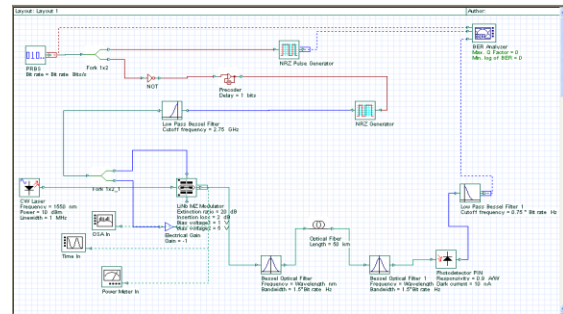 Layout: Layout 1
Author:
PRBS
Bit rate = Bit rate Bits/s
Fork 1x2
NRZ Pulse Generator
BER Analyzer
Max. Q Factor = 0
Min. log of BER = 0
NOT
Precoder
Delay = 1 bits
Low Pass Bessel Filter
Cutoff frequency = 2.75 GHz
NRZ Generator
Fork 1x2_1
CW Laser
Frequency = 1550 nm
Power = 10 dBm
Linewidth = 1 MHz
LiNb MZ Modulator
Extinction ratio = 20 dB
Insertion loss = 2 dB
Bias voltage1 = 1 V
Bias voltage2 = 5 V
Low Pass Bessel Filter 1
Cutoff frequency = 0.75 * Bit rate Hz
OSA In
Electrical Gain
Gain = -1
Time In
Optical Fiber
Length = 50 km
Power Meter In
Bessel Optical Filter
Frequency = Wavelength nm
Bandwidth = 1.5*Bit rate Hz
Bessel Optical Filter 1
Frequency = Wavelength
Bandwidth = 1.5*Bit rate Hz
Photodetector PIN
Responsivity = 0.9 A/W
Dark current = 10 nA